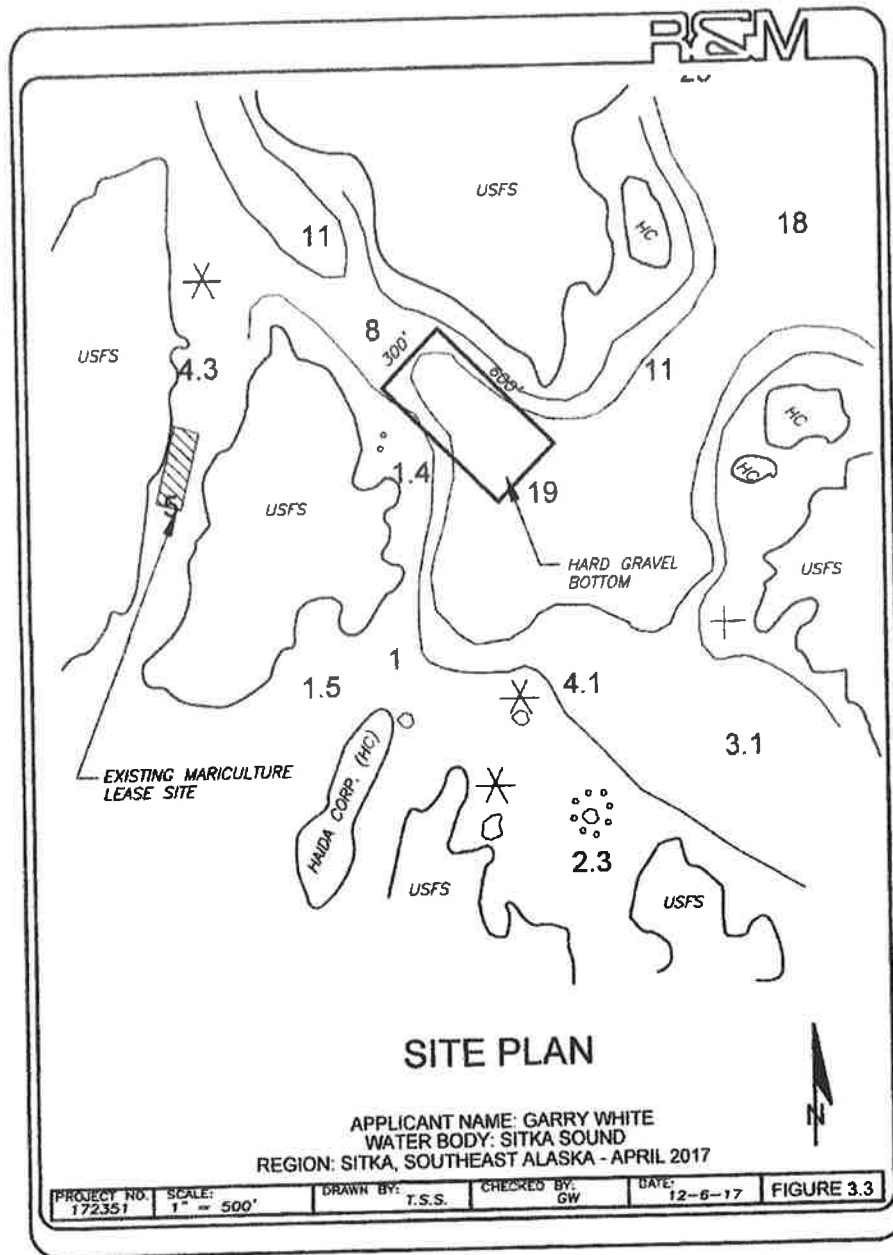 R&M
USFS
HC
18
11
USFS
8
300'
600'
11
4.3
HC
HC
1.4
19
USFS
USFS
HARD GRAVEL
BOTTOM
1
1.5
4.1
3.1
EXISTING MARICULTURE
LEASE SITE
HAIDA CORP. (HC)
2.3
USFS
USFS
SITE PLAN
N
APPLICANT NAME: GARRY WHITE
WATER BODY: SITKA SOUND
REGION: SITKA, SOUTHEAST ALASKA - APRIL 2017
PROJECT NO. 172351 SCALE: 1" = 500' DRAWN BY: T.S.S. CHECKED BY: GW DATE: 12-6-17 FIGURE 3.3